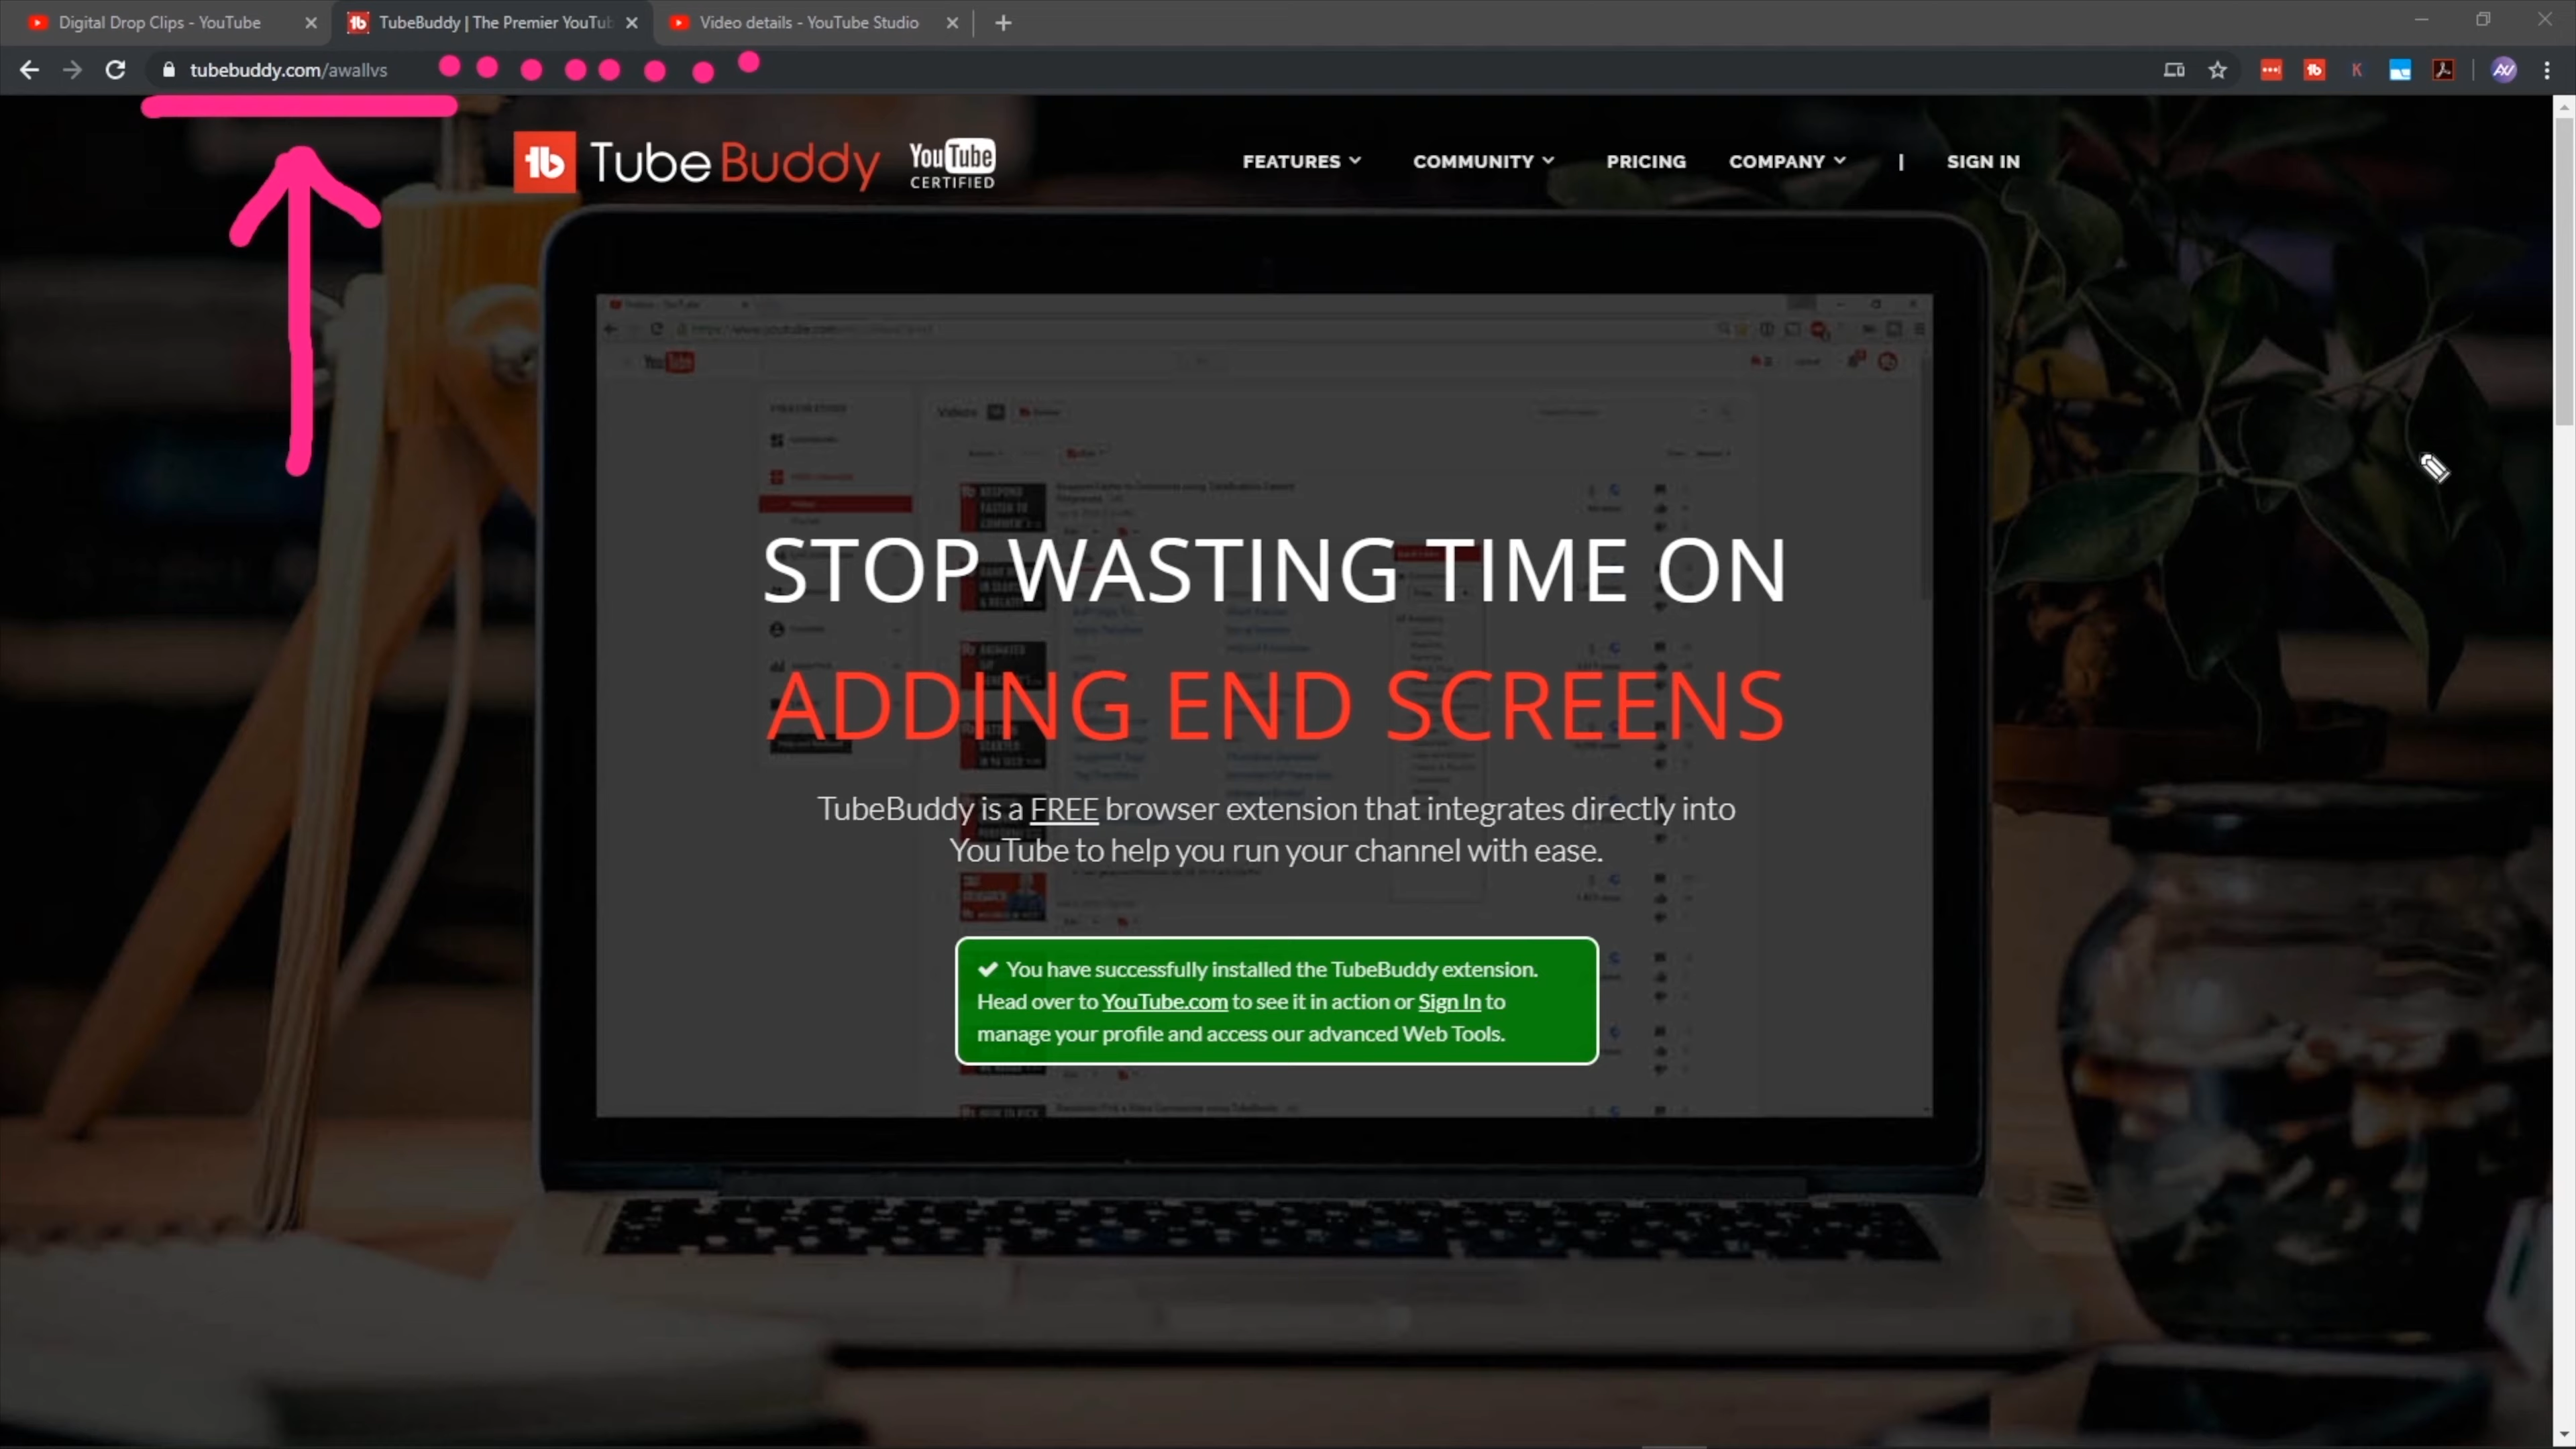 Digital Drop Clips - YouTube
TubeBuddy | The Premier YouTub
Video details - YouTube Studio
tubebuddy.com/awallvs
TubeBuddy
YouTube
CERTIFIED
FEATURES
COMMUNITY
PRICING
COMPANY
|
SIGN IN
YouTube
Videos
STOP WASTING TIME ON
ADDING END SCREENS
TubeBuddy is a FREE browser extension that integrates directly into
YouTube to help you run your channel with ease.
✔ You have successfully installed the TubeBuddy extension.
Head over to YouTube.com to see it in action or Sign In to
manage your profile and access our advanced Web Tools.